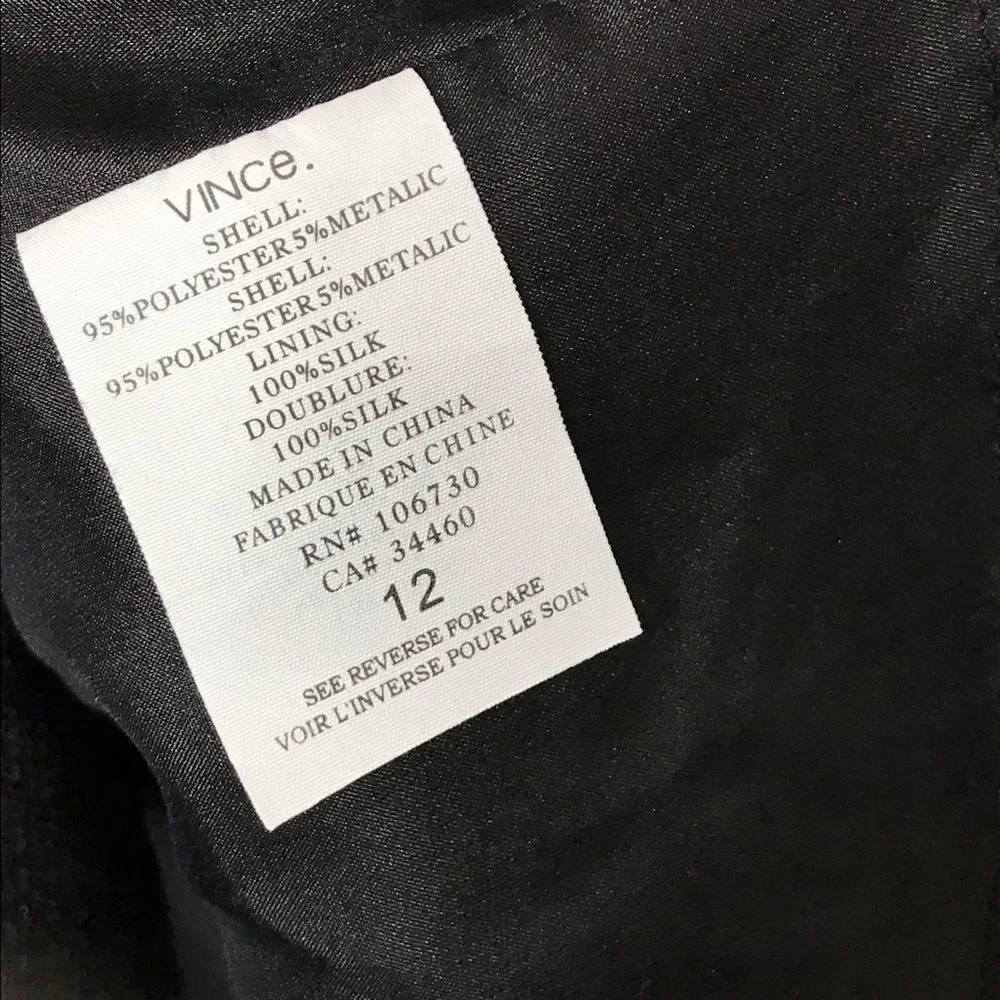 VINCe.
SHELL:
95%POLYESTER5%METALIC
SHELL:
95%POLYESTER5%METALIC
LINING:
100%SILK
DOUBLURE:
100%SILK
MADE IN CHINA
FABRIQUE EN CHINE
RN# 106730
CA# 34460
12
SEE REVERSE FOR CARE
VOIR L'INVERSE POUR LE SOIN